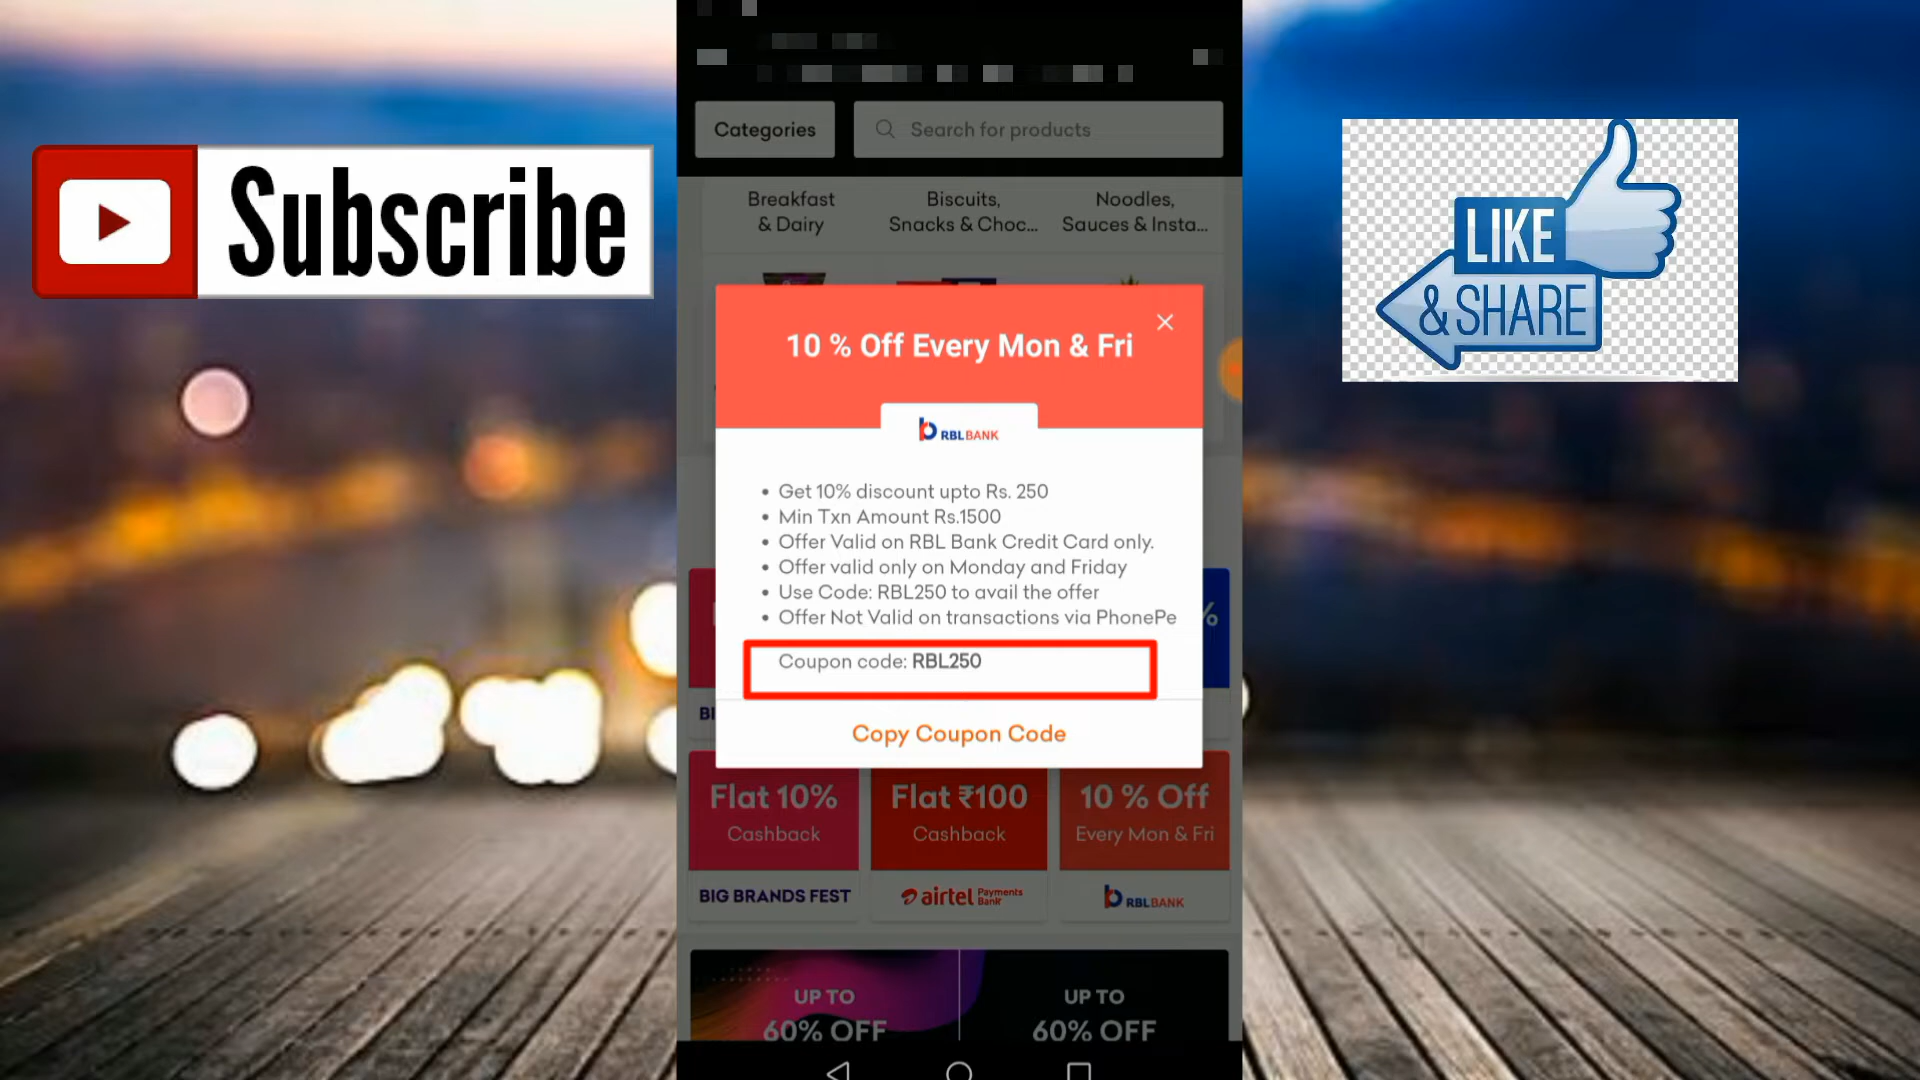 Subscribe
LIKE
& SHARE
Categories
Search for products
Breakfast
& Dairy
Biscuits,
Snacks & Choc...
Noodles,
Sauces & Insta...
10 % Off Every Mon & Fri
RBL BANK
• Get 10% discount upto Rs. 250
• Min Txn Amount Rs.1500
• Offer Valid on RBL Bank Credit Card only.
• Offer valid only on Monday and Friday
• Use Code: RBL250 to avail the offer
• Offer Not Valid on transactions via PhonePe
%
Coupon code: RBL250
BI
Copy Coupon Code
Flat 10%
Cashback
BIG BRANDS FEST
Flat ₹100
Cashback
airtel Payments
Bank
10 % Off
Every Mon & Fri
RBL BANK
UP TO
60% OFF
UP TO
60% OFF